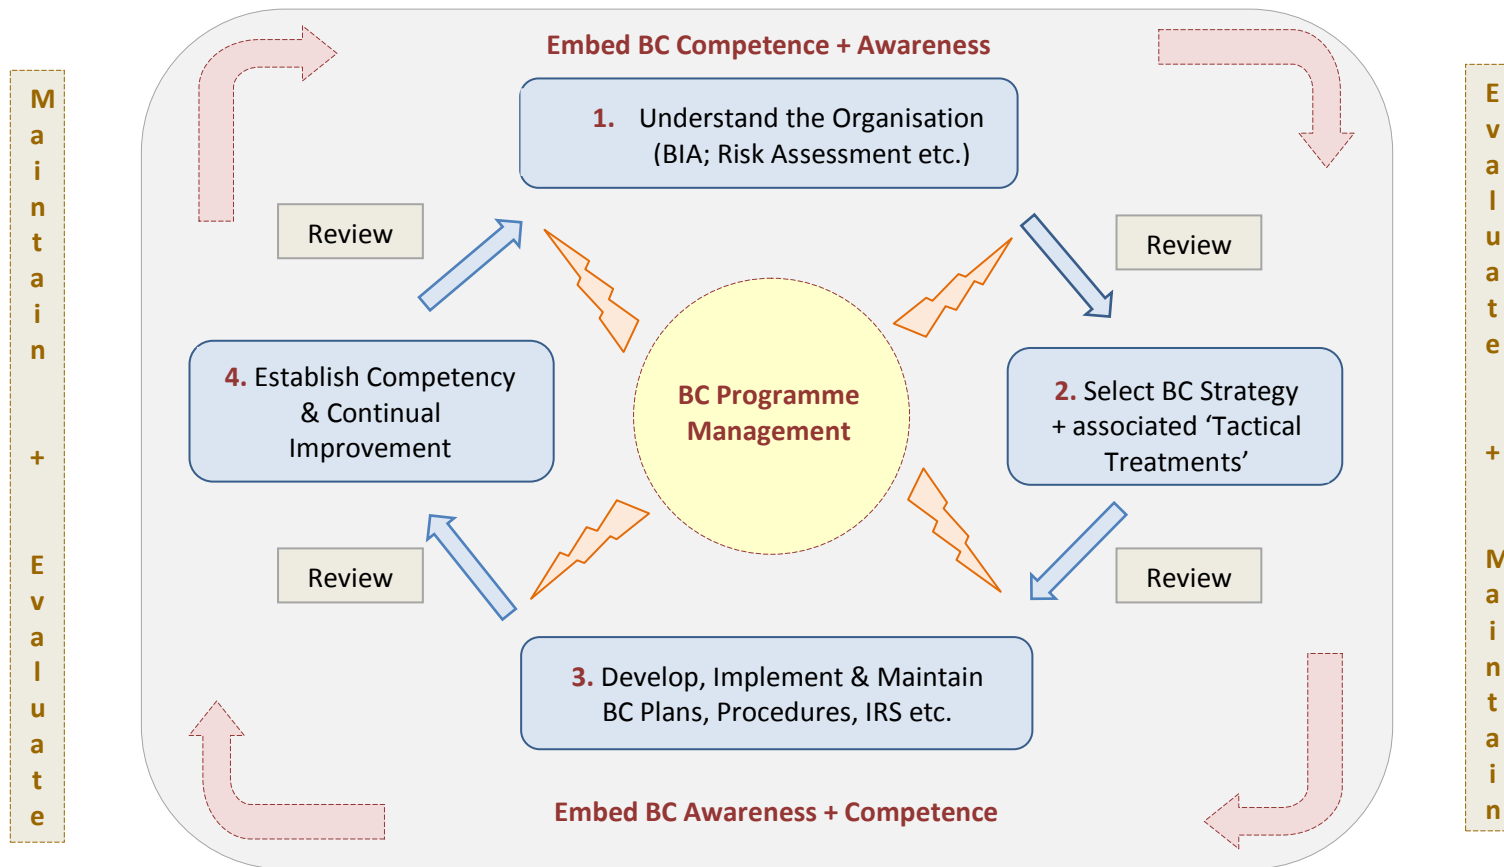 Embed BC Competence + Awareness
1. Understand the Organisation
(BIA; Risk Assessment etc.)
Review
Review
4. Establish Competency
& Continual
Improvement
BC Programme
Management
2. Select BC Strategy
+ associated ‘Tactical
Treatments’
Review
Review
3. Develop, Implement & Maintain
BC Plans, Procedures, IRS etc.
Embed BC Awareness + Competence
Maintain + Evaluate
Evaluate + Maintain